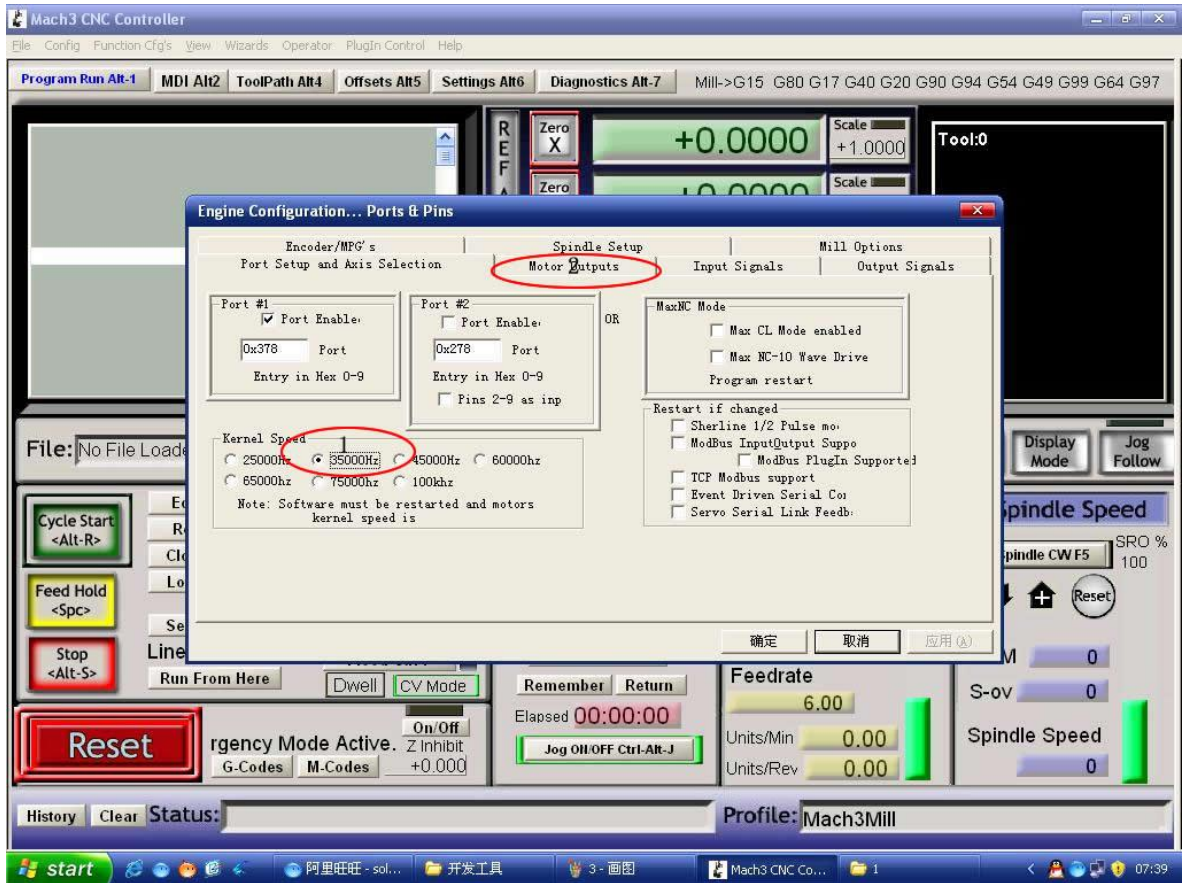 Mach3 CNC Controller
File Config Function Cfg's View Wizards Operator PlugIn Control Help
Program Run Alt-1 MDI Alt2 ToolPath Alt4 Offsets Alt5 Settings Alt6 Diagnostics Alt-7 Mill->G15 G80 G17 G40 G20 G90 G94 G54 G49 G99 G64 G97
REF
Zero X +0.0000 Scale +1.0000
Tool:0
Zero Scale
Engine Configuration... Ports & Pins
Encoder/MPG's Spindle Setup Mill Options
Port Setup and Axis Selection Motor Outputs Input Signals Output Signals
2
Port #1
Port Enable
0x378 Port
Entry in Hex 0-9
Port #2
Port Enable
0x278 Port
Entry in Hex 0-9
Pins 2-9 as inp
OR
MaxNC Mode
Max CL Mode enabled
Max NC-10 Wave Drive
Program restart
Kernel Speed
1
25000Hz 35000Hz 45000Hz 60000hz
65000hz 75000hz 100khz
Note: Software must be restarted and motors
kernel speed is
Restart if changed
Sherline 1/2 Pulse mo
ModBus InputOutput Suppo
ModBus PlugIn Supported
TCP Modbus support
Event Driven Serial Co
Servo Serial Link Feedb
确定 取消 应用(A)
File: No File Loade
Display Mode
Jog Follow
Cycle Start <Alt-R>
Feed Hold <Spc>
Stop <Alt-S>
Ed
Re
Clo
Lo
Se
Line
Run From Here
Dwell CV Mode
Remember Return
Elapsed 00:00:00
Jog ON/OFF Ctrl-Alt-J
Feedrate
6.00
Units/Min 0.00
Units/Rev 0.00
Spindle Speed
Spindle CW F5
SRO %
100
Reset
M 0
S-ov 0
Spindle Speed
0
Reset
rgency Mode Active.
G-Codes M-Codes
On/Off
Z Inhibit
+0.000
History Clear Status:
Profile: Mach3Mill
start 阿里旺旺 - sol... 开发工具 3 - 画图 Mach3 CNC Co... 1 07:39